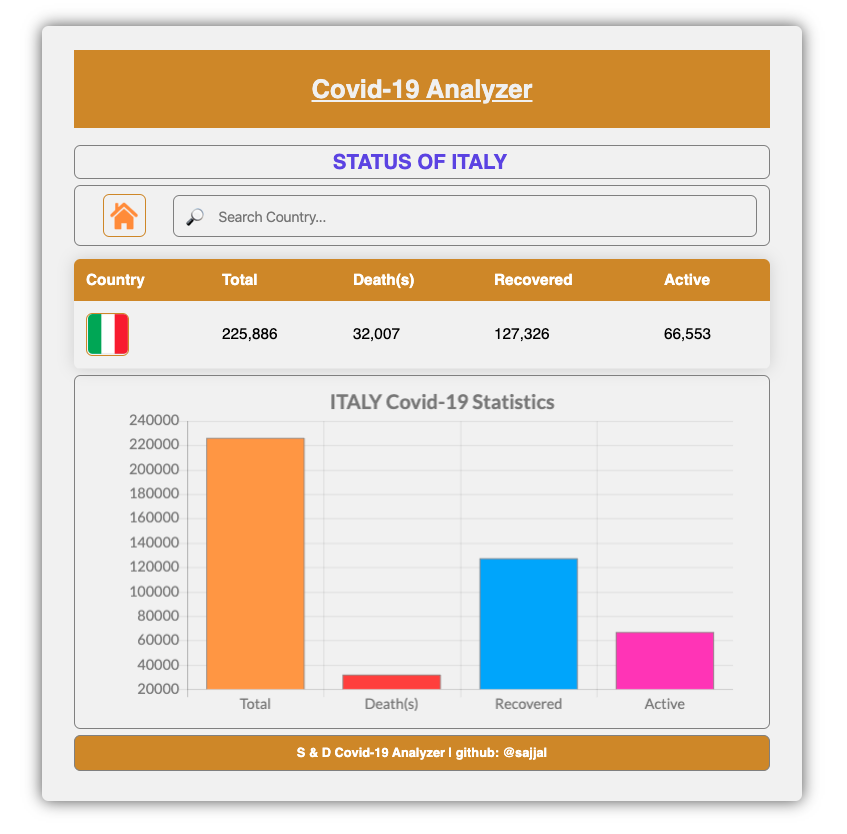 Covid-19 Analyzer
STATUS OF ITALY
Search Country...
Country Total Death(s) Recovered Active
225,886 32,007 127,326 66,553
ITALY Covid-19 Statistics
240000
220000
200000
180000
160000
140000
120000
100000
80000
60000
40000
20000
Total Death(s) Recovered Active
S & D Covid-19 Analyzer | github: @sajjal